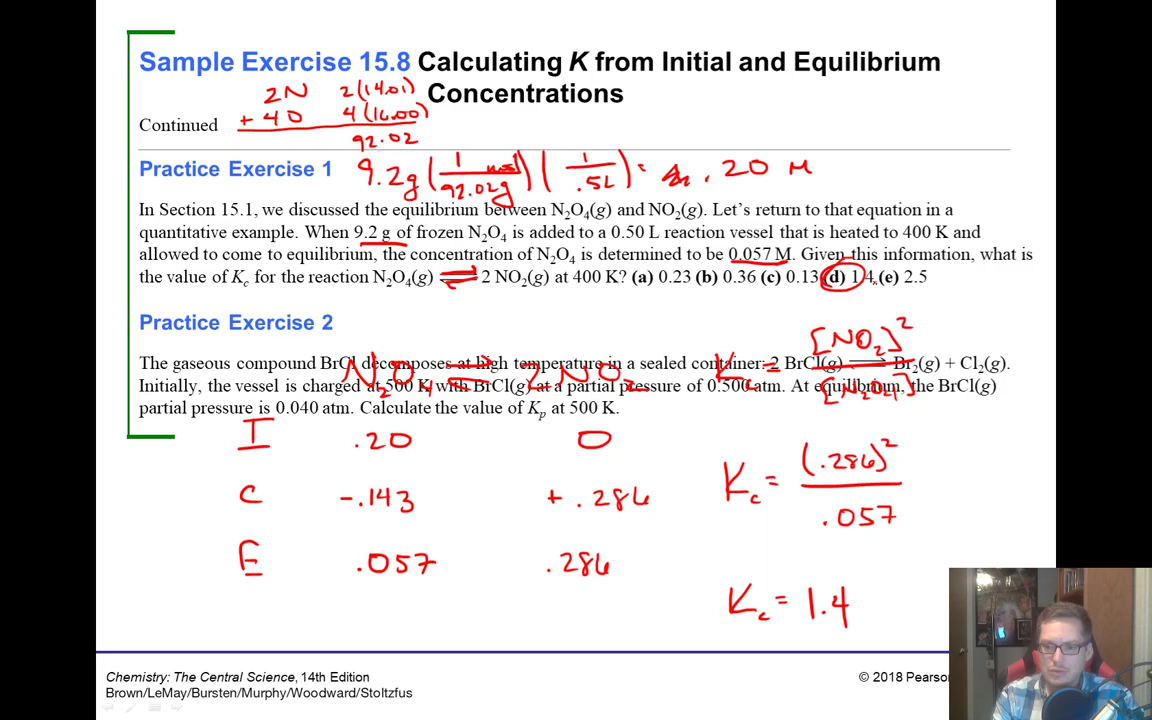 Sample Exercise 15.8 Calculating K from Initial and Equilibrium
Concentrations
2N 2(14.01)
+ 4O 4(16.00)
92.02
Continued
Practice Exercise 1
9.2g (1 mol/92.02g) (1/.5L) = .20 M
In Section 15.1, we discussed the equilibrium between N₂O₄(g) and NO₂(g). Let’s return to that equation in a
quantitative example. When 9.2 g of frozen N₂O₄ is added to a 0.50 L reaction vessel that is heated to 400 K and
allowed to come to equilibrium, the concentration of N₂O₄ is determined to be 0.057 M. Given this information, what is
the value of Kc for the reaction N₂O₄(g) ⇌ 2 NO₂(g) at 400 K? (a) 0.23 (b) 0.36 (c) 0.13 (d) 1.4 (e) 2.5
Practice Exercise 2
The gaseous compound BrCl decomposes at high temperature in a sealed container: 2 BrCl(g) ⇌ Br₂(g) + Cl₂(g).
Initially, the vessel is charged at 500 K with BrCl(g) at a partial pressure of 0.500 atm. At equilibrium, the BrCl(g)
partial pressure is 0.040 atm. Calculate the value of Kp at 500 K.
N₂O₄ ⇌ 2 NO₂
Kc = [NO₂]² / [N₂O₄]
I .20 0
C -.143 + .286
E .057 .286
Kc = (.286)² / .057
Kc = 1.4
Chemistry: The Central Science, 14th Edition
Brown/LeMay/Bursten/Murphy/Woodward/Stoltzfus
© 2018 Pearson